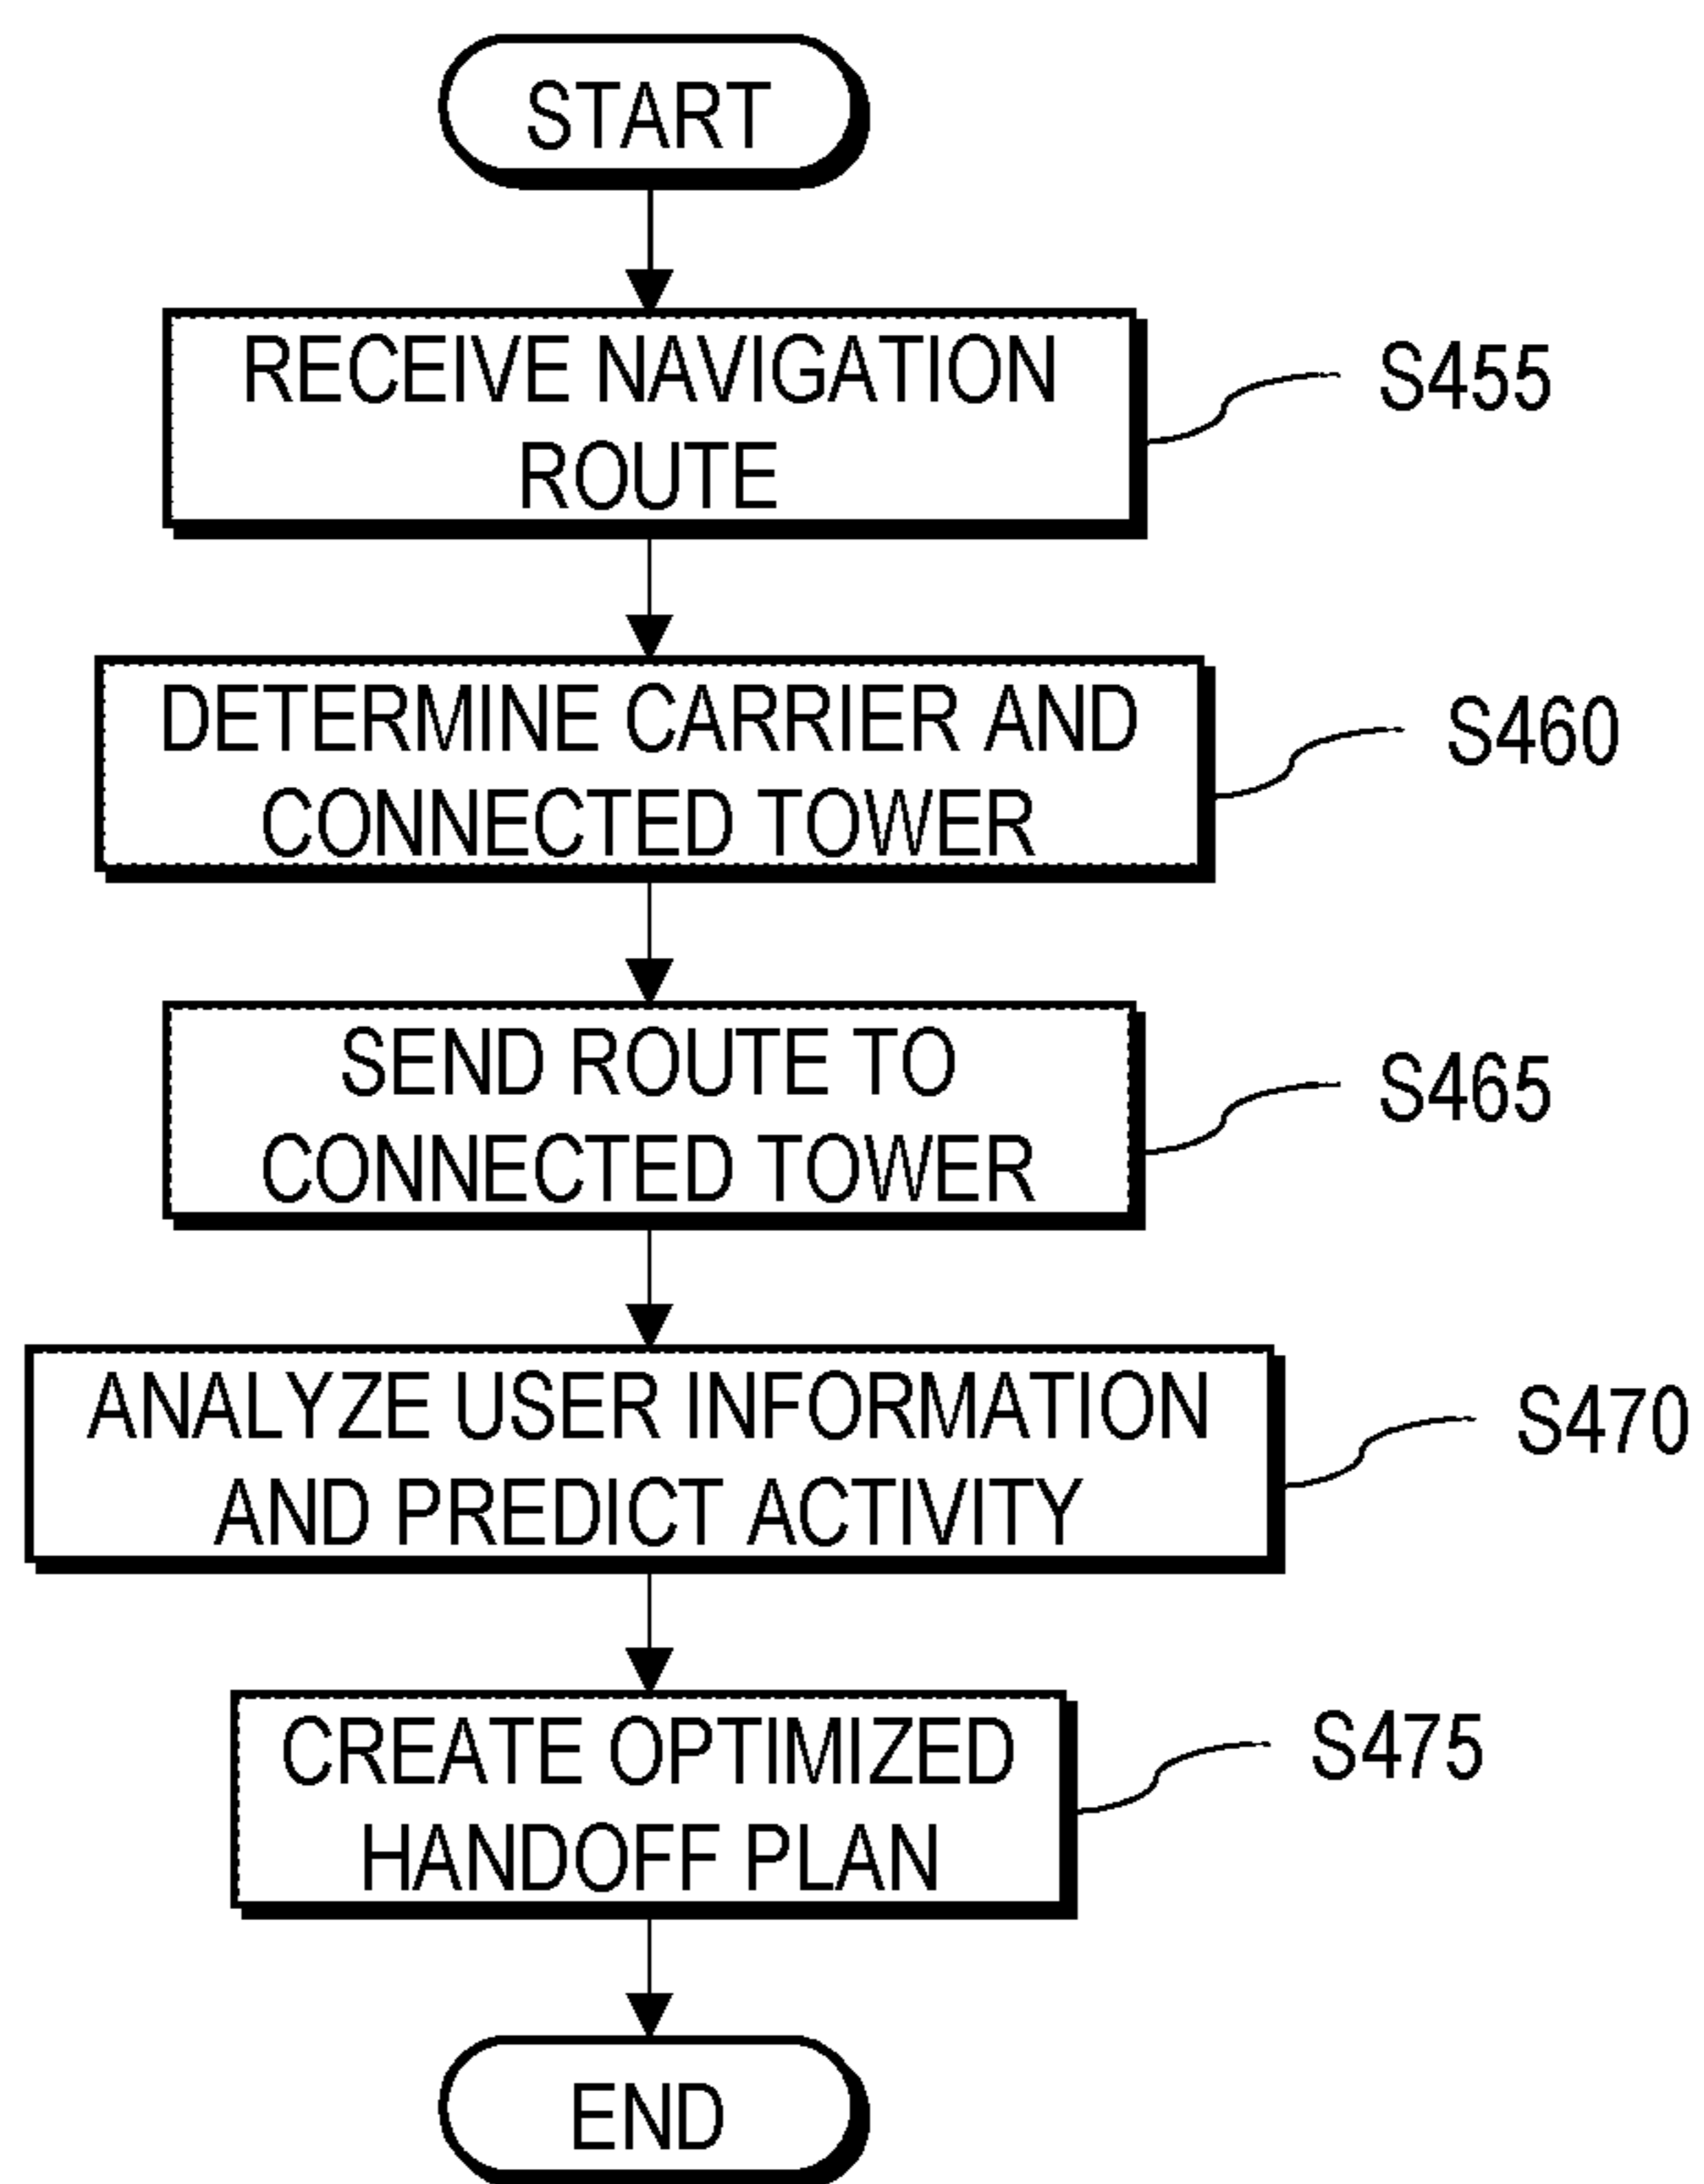 START
RECEIVE NAVIGATION
ROUTE
S455
DETERMINE CARRIER AND
CONNECTED TOWER
S460
SEND ROUTE TO
CONNECTED TOWER
S465
ANALYZE USER INFORMATION
AND PREDICT ACTIVITY
S470
CREATE OPTIMIZED
HANDOFF PLAN
S475
END